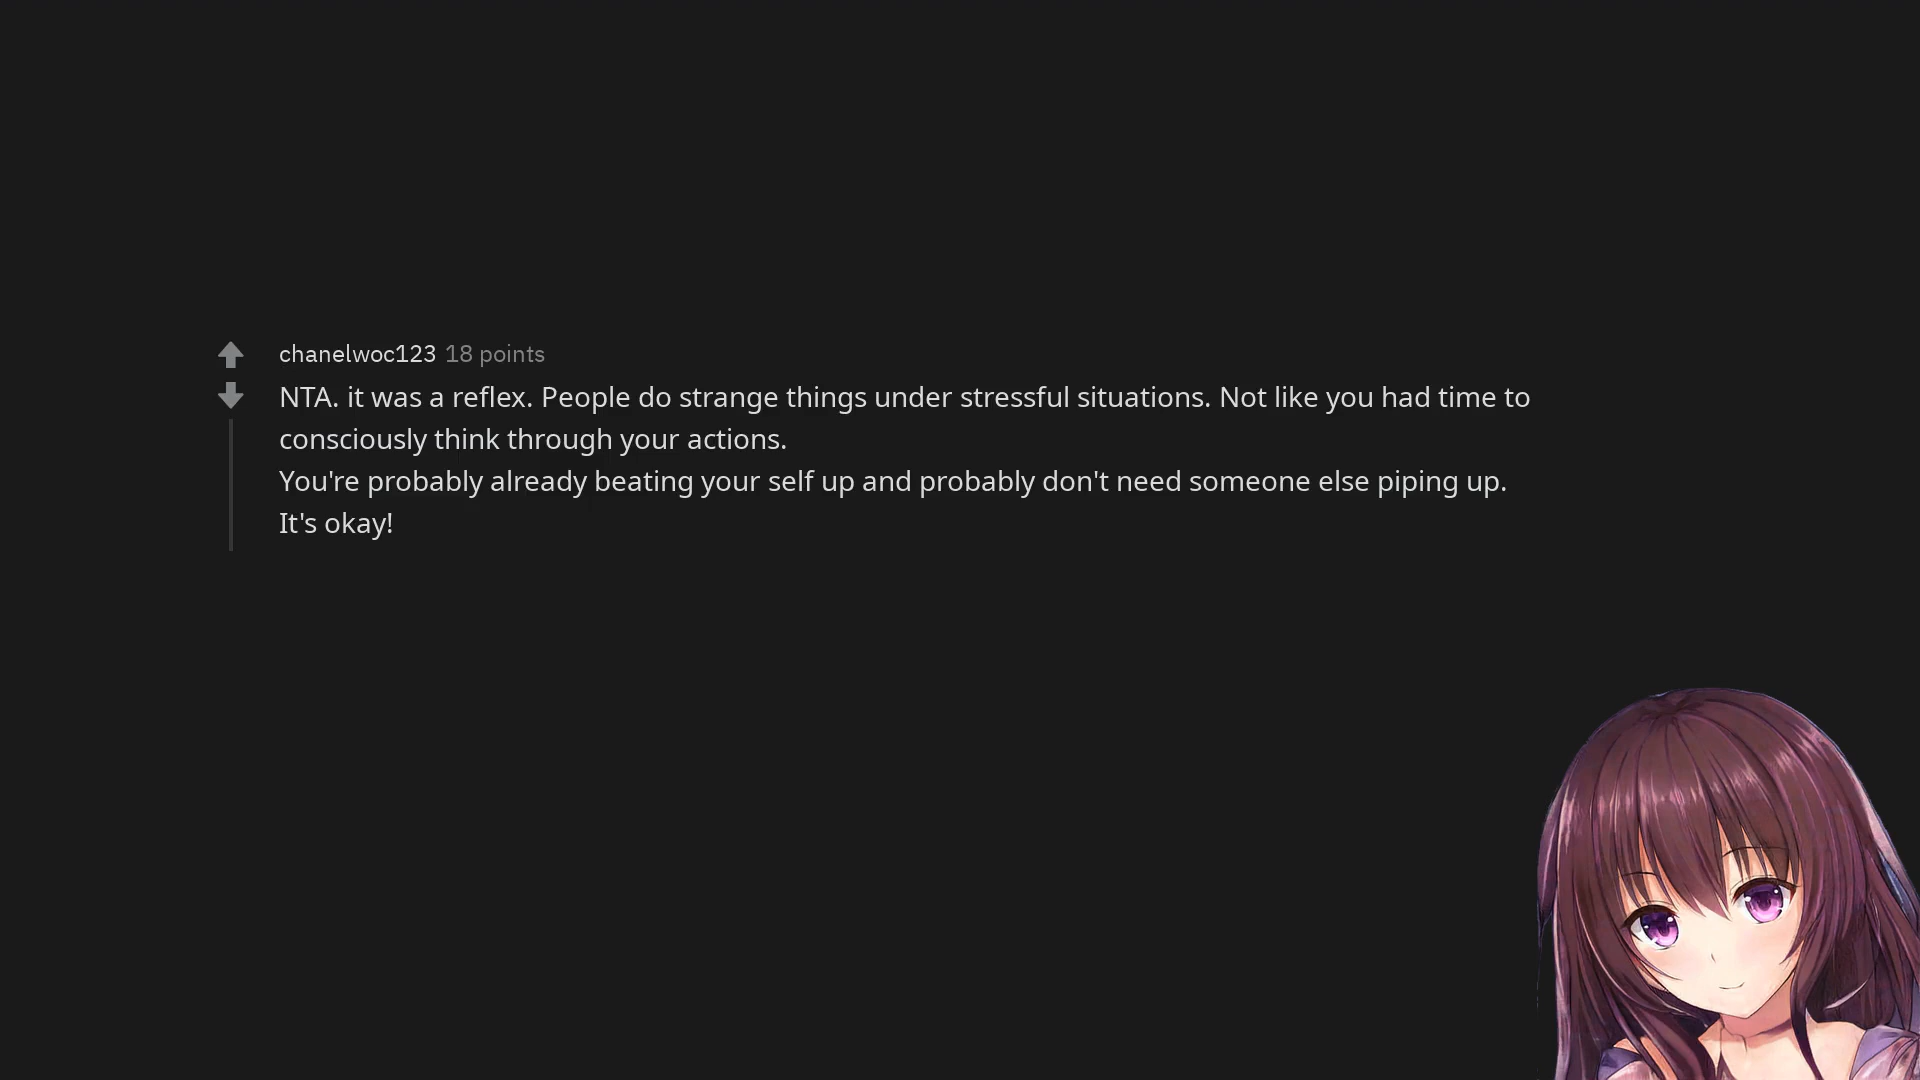 chanelwoc123 18 points
NTA. it was a reflex. People do strange things under stressful situations. Not like you had time to
consciously think through your actions.
You're probably already beating your self up and probably don't need someone else piping up.
It's okay!